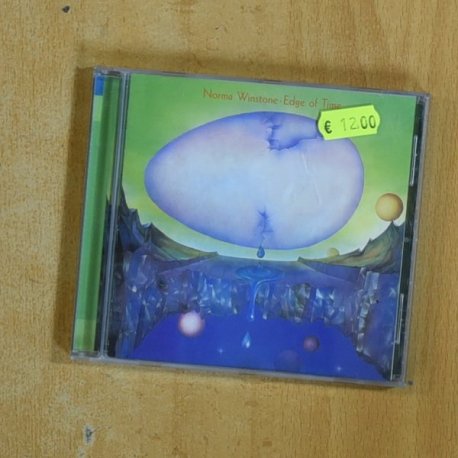 Norma Winstone · Edge of Time
€ 12.00